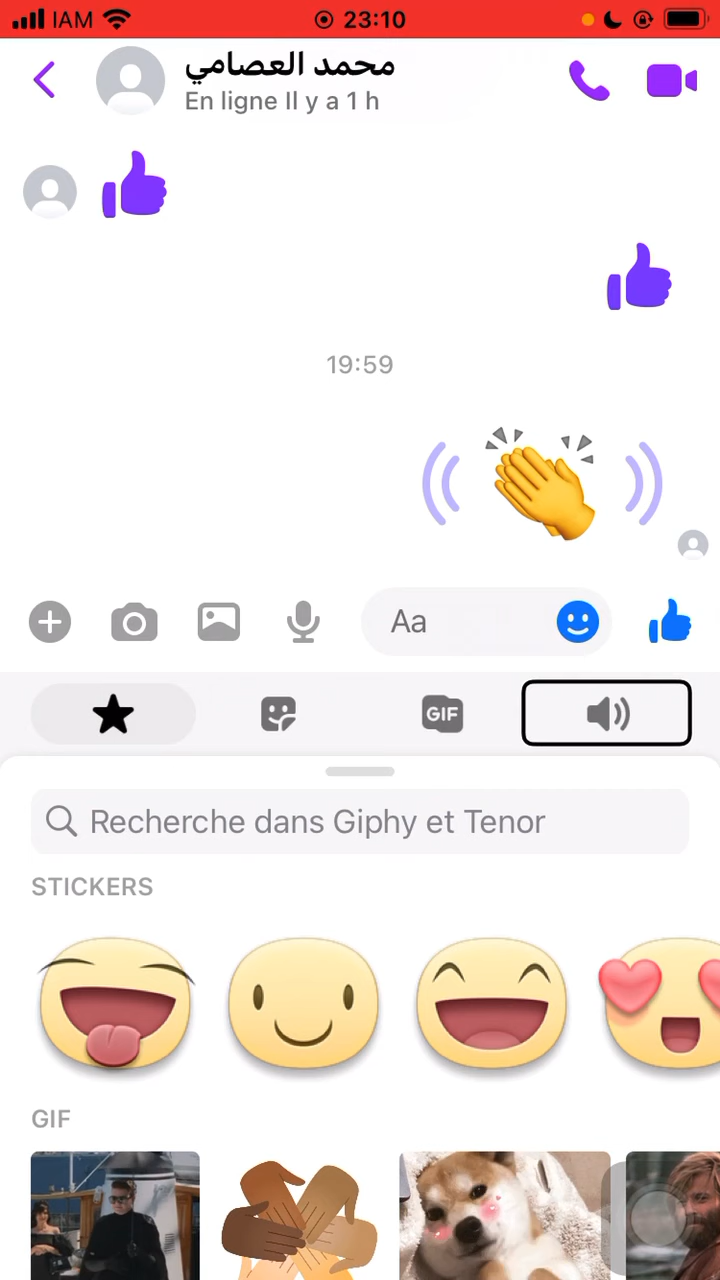 IAM 23:10
محمد العصامي
En ligne Il y a 1 h
19:59
Aa
GIF
Recherche dans Giphy et Tenor
STICKERS
GIF